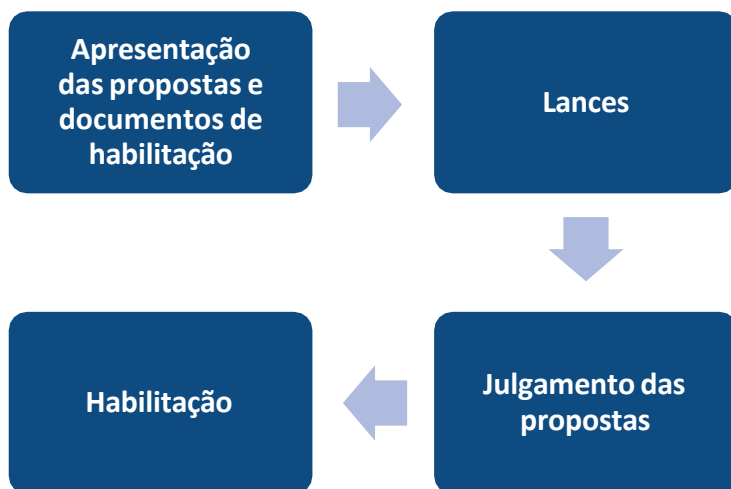 Apresentação
das propostas e
documentos de
habilitação
Lances
Julgamento das
propostas
Habilitação